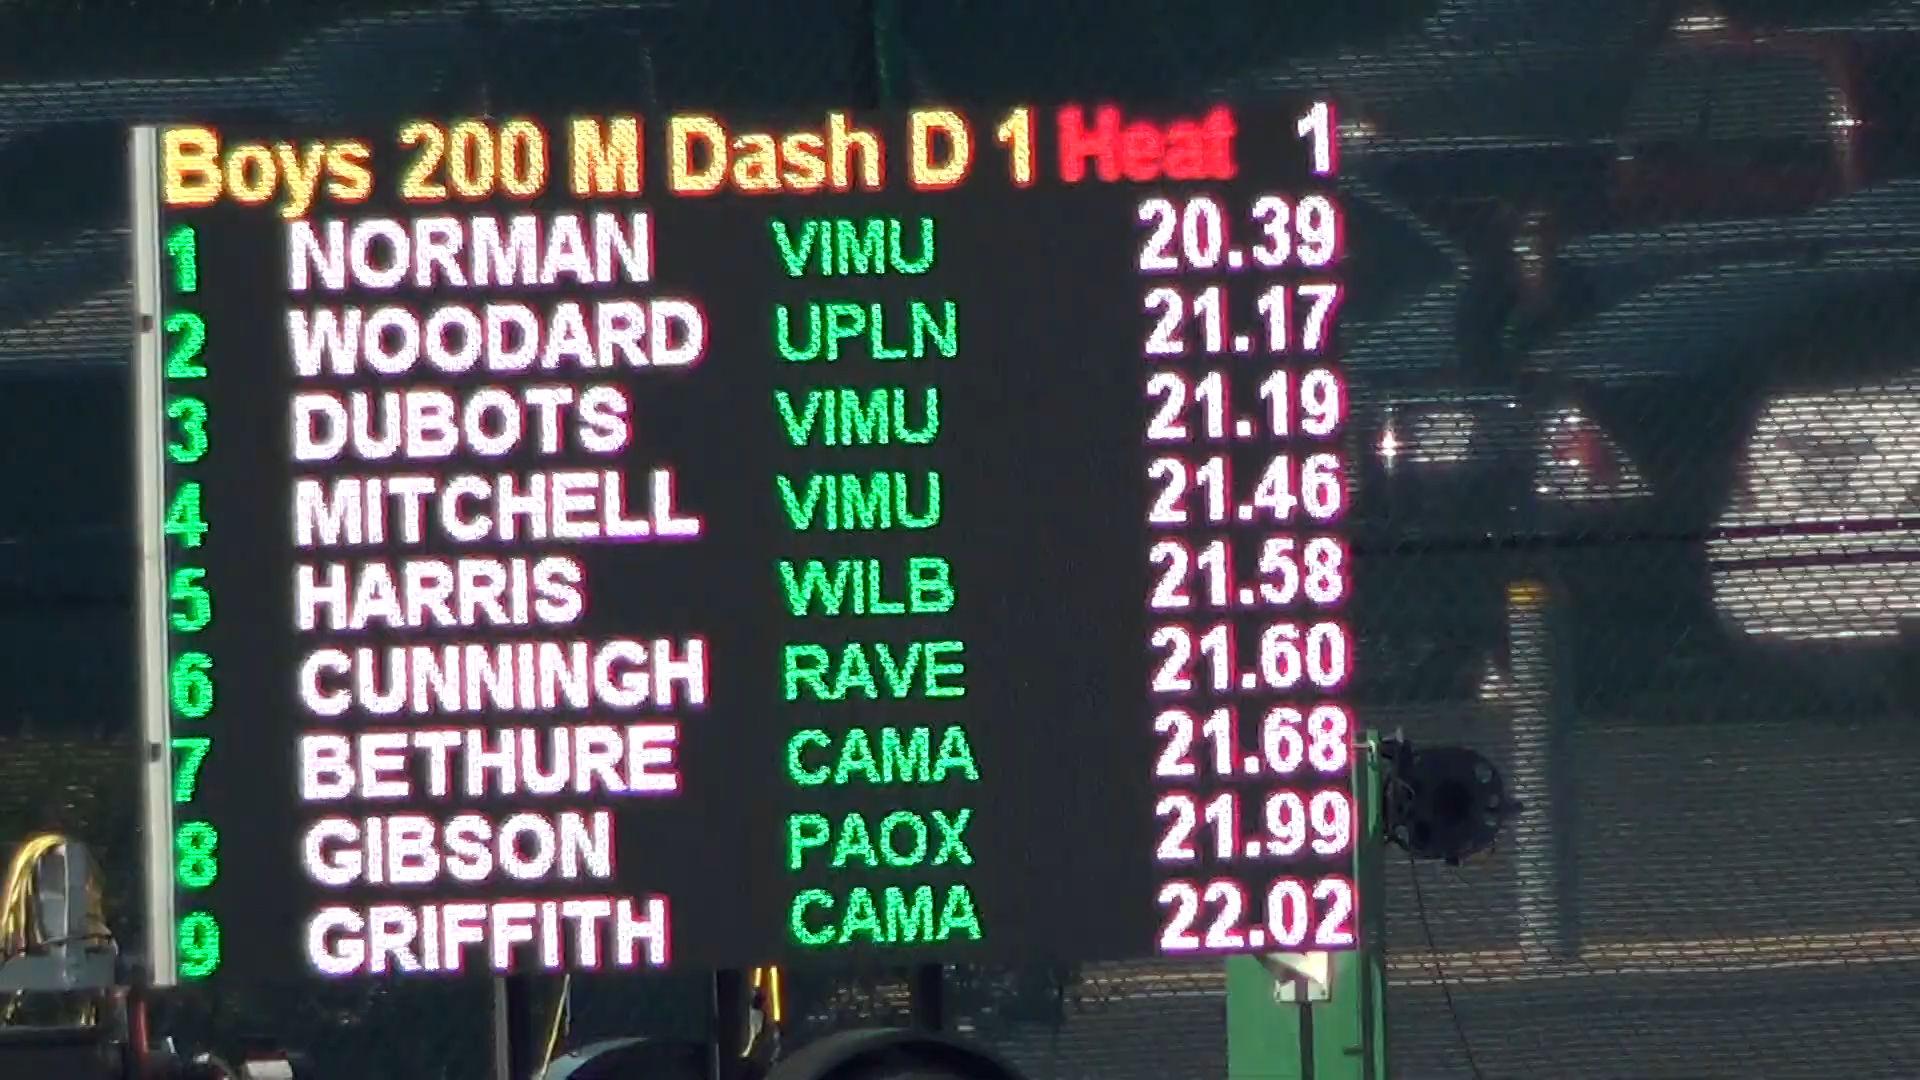 Boys 200 M Dash D 1 Heat 1
1 NORMAN VIMU 20.39
2 WOODARD UPLN 21.17
3 DUBOTS VIMU 21.19
4 MITCHELL VIMU 21.46
5 HARRIS WILB 21.58
6 CUNNINGH RAVE 21.60
7 BETHURE CAMA 21.68
8 GIBSON PAOX 21.99
9 GRIFFITH CAMA 22.02